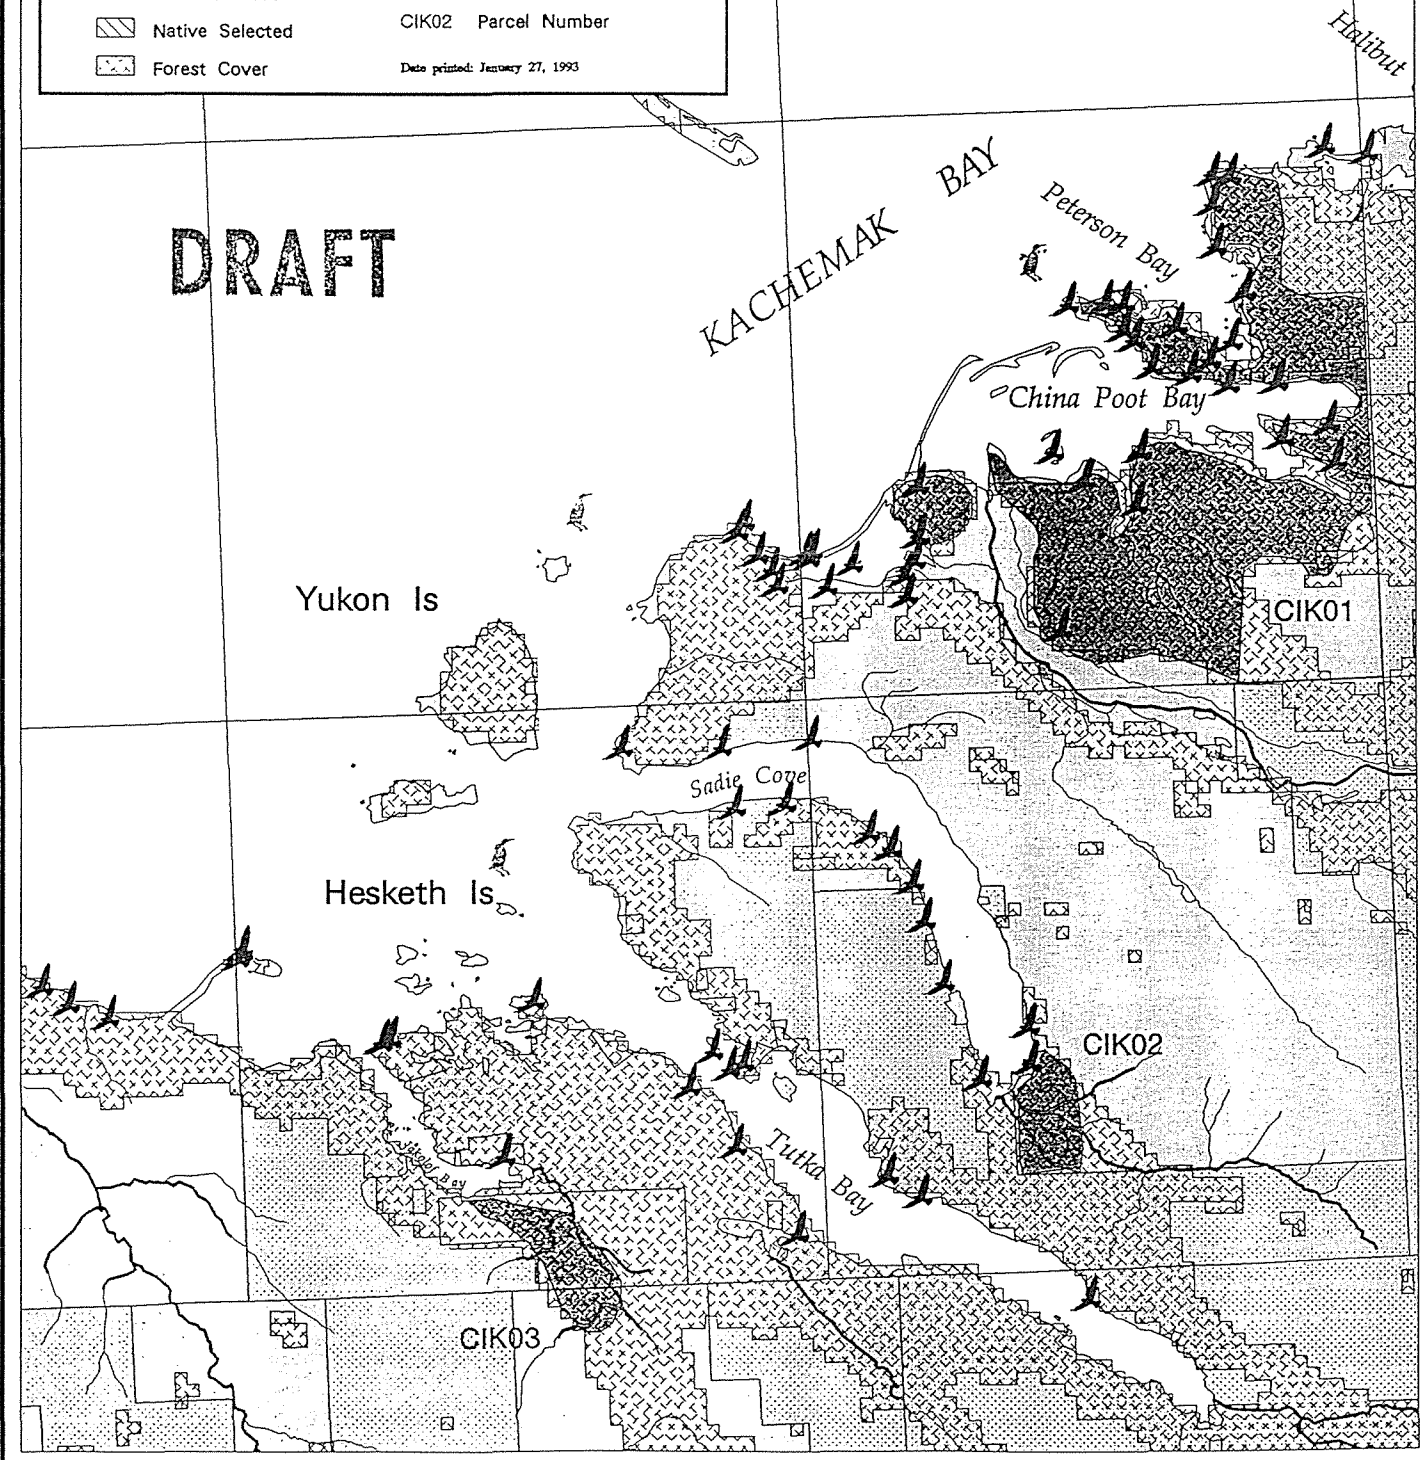 Native Selected
CIK02 Parcel Number
Forest Cover
Date printed: January 27, 1993
Halibut
DRAFT
KACHEMAK BAY
Peterson Bay
China Poot Bay
Yukon Is
CIK01
Sadie Cove
Hesketh Is
CIK02
Tutka Bay
Bay
CIK03